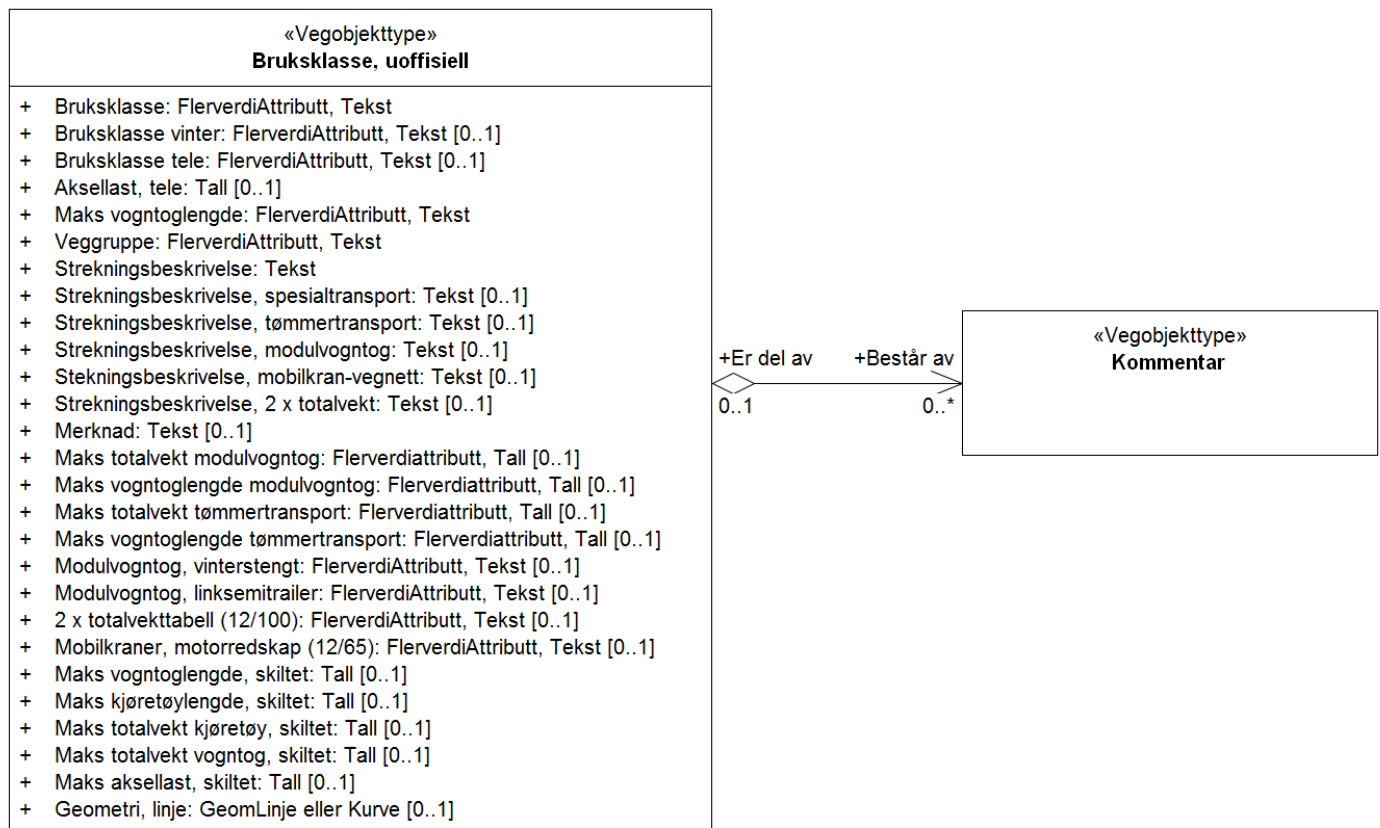 «Vegobjekttype»
Bruksklasse, uoffisiell
+ Bruksklasse: FlerverdiAttributt, Tekst
+ Bruksklasse vinter: FlerverdiAttributt, Tekst [0..1]
+ Bruksklasse tele: FlerverdiAttributt, Tekst [0..1]
+ Aksellast, tele: Tall [0..1]
+ Maks vogntoglengde: FlerverdiAttributt, Tekst
+ Veggruppe: FlerverdiAttributt, Tekst
+ Strekningsbeskrivelse: Tekst
+ Strekningsbeskrivelse, spesialtransport: Tekst [0..1]
+ Strekningsbeskrivelse, tømmertransport: Tekst [0..1]
+ Strekningsbeskrivelse, modulvogntog: Tekst [0..1]
+ Stekningsbeskrivelse, mobilkran-vegnett: Tekst [0..1]
+ Strekningsbeskrivelse, 2 x totalvekt: Tekst [0..1]
+ Merknad: Tekst [0..1]
+ Maks totalvekt modulvogntog: Flerverdiattributt, Tall [0..1]
+ Maks vogntoglengde modulvogntog: Flerverdiattributt, Tall [0..1]
+ Maks totalvekt tømmertransport: Flerverdiattributt, Tall [0..1]
+ Maks vogntoglengde tømmertransport: Flerverdiattributt, Tall [0..1]
+ Modulvogntog, vinterstengt: FlerverdiAttributt, Tekst [0..1]
+ Modulvogntog, linksemitrailer: FlerverdiAttributt, Tekst [0..1]
+ 2 x totalvekttabell (12/100): FlerverdiAttributt, Tekst [0..1]
+ Mobilkraner, motorredskap (12/65): FlerverdiAttributt, Tekst [0..1]
+ Maks vogntoglengde, skiltet: Tall [0..1]
+ Maks kjøretøylengde, skiltet: Tall [0..1]
+ Maks totalvekt kjøretøy, skiltet: Tall [0..1]
+ Maks totalvekt vogntog, skiltet: Tall [0..1]
+ Maks aksellast, skiltet: Tall [0..1]
+ Geometri, linje: GeomLinje eller Kurve [0..1]
+Er del av +Består av
0..1 0..*
«Vegobjekttype»
Kommentar